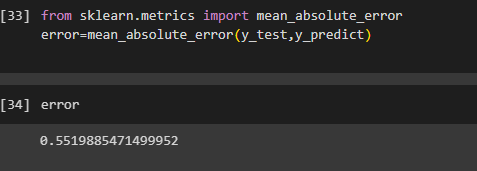 [33] from sklearn.metrics import mean_absolute_error
error=mean_absolute_error(y_test,y_predict)
[34] error
0.5519885471499952